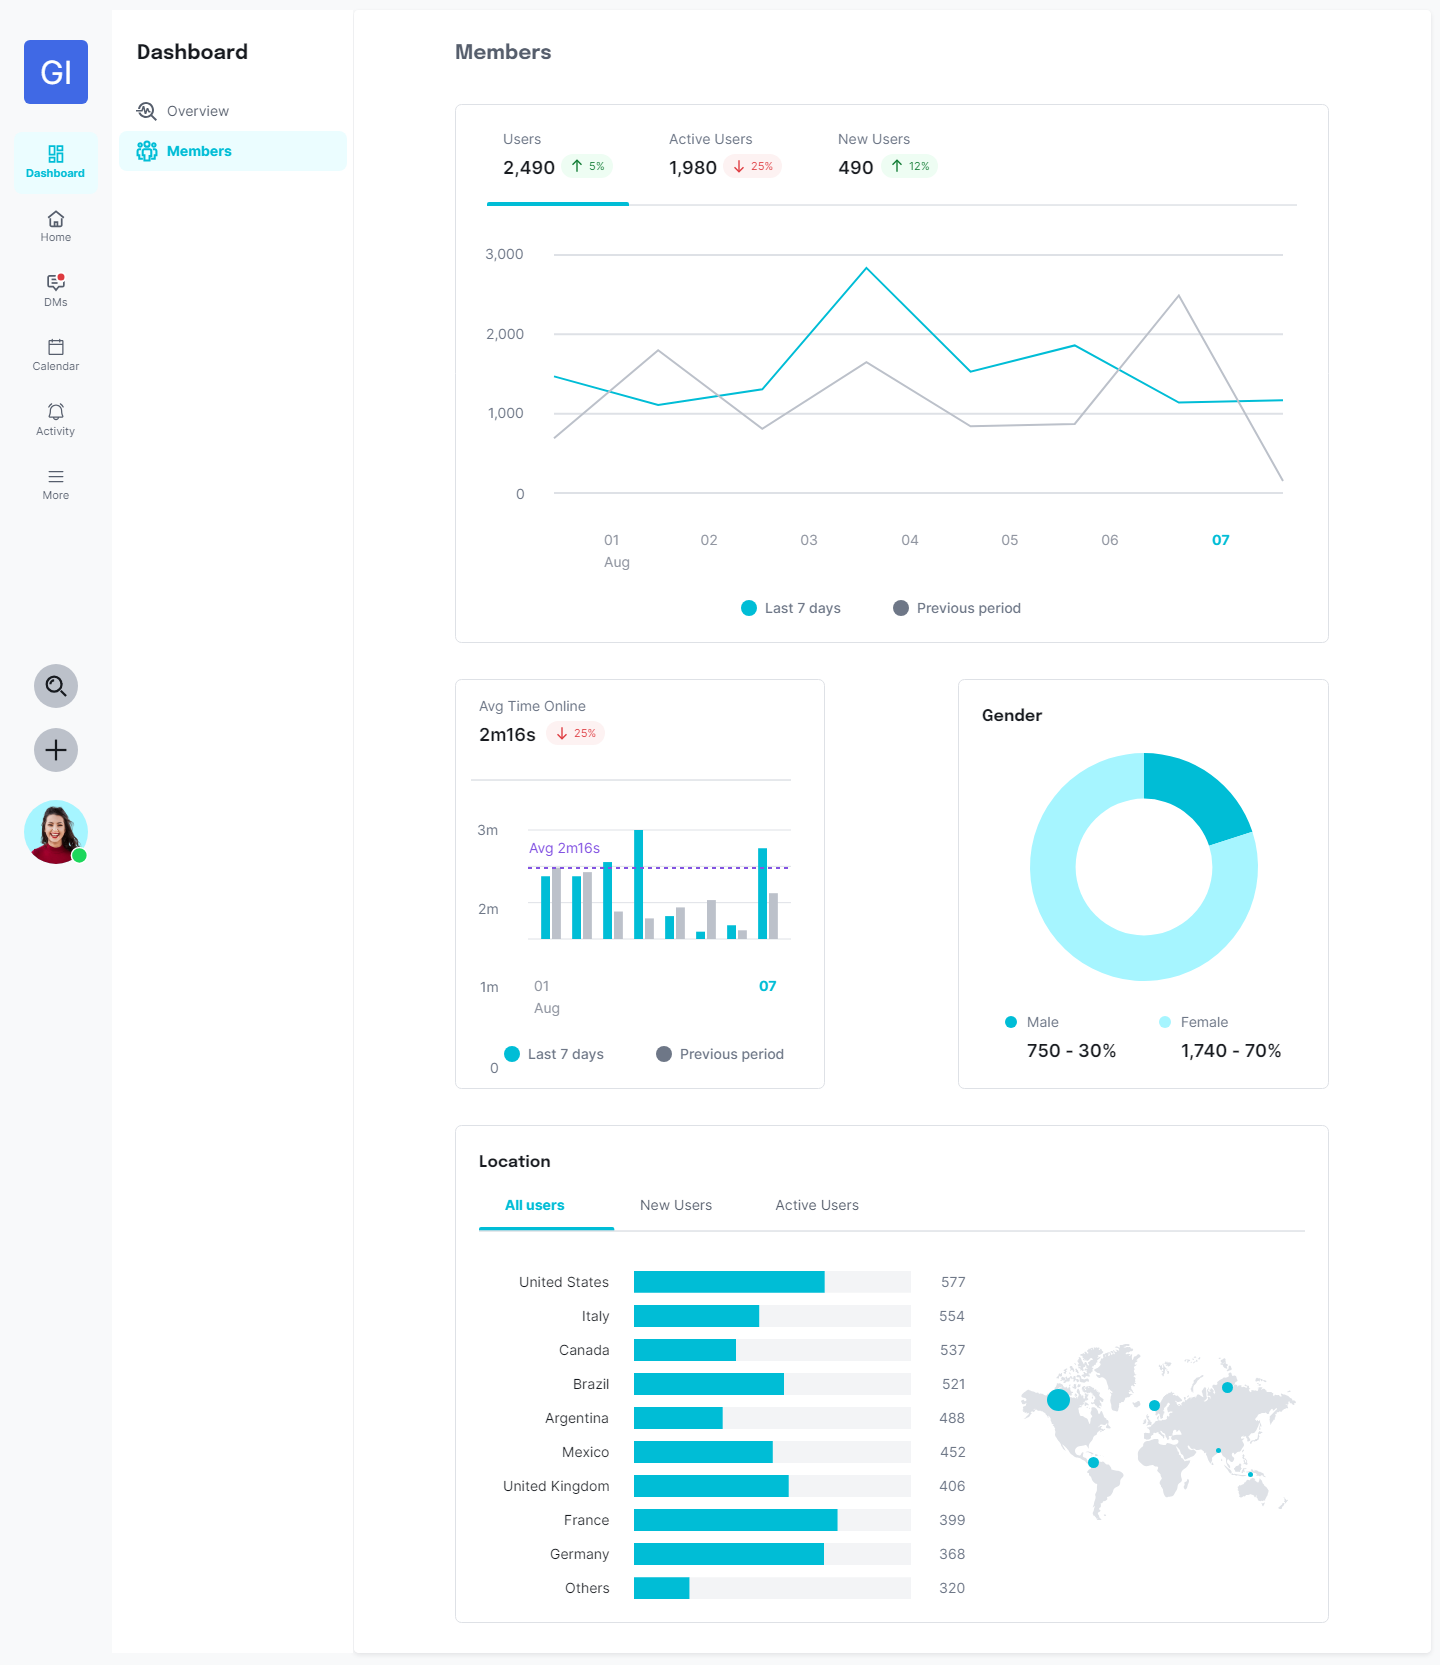 GI
Dashboard
Home
DMs
Calendar
Activity
More
Dashboard
Overview
Members
Members
Users
2,490 5%
Active Users
1,980 25%
New Users
490 12%
3,000
2,000
1,000
0
01 02 03 04 05 06 07
Aug
Last 7 days Previous period
Avg Time Online
2m16s 25%
3m
Avg 2m16s
2m
1m
01 07
Aug
Last 7 days Previous period
0
Gender
Male Female
750 - 30% 1,740 - 70%
Location
All users New Users Active Users
United States 577
Italy 554
Canada 537
Brazil 521
Argentina 488
Mexico 452
United Kingdom 406
France 399
Germany 368
Others 320